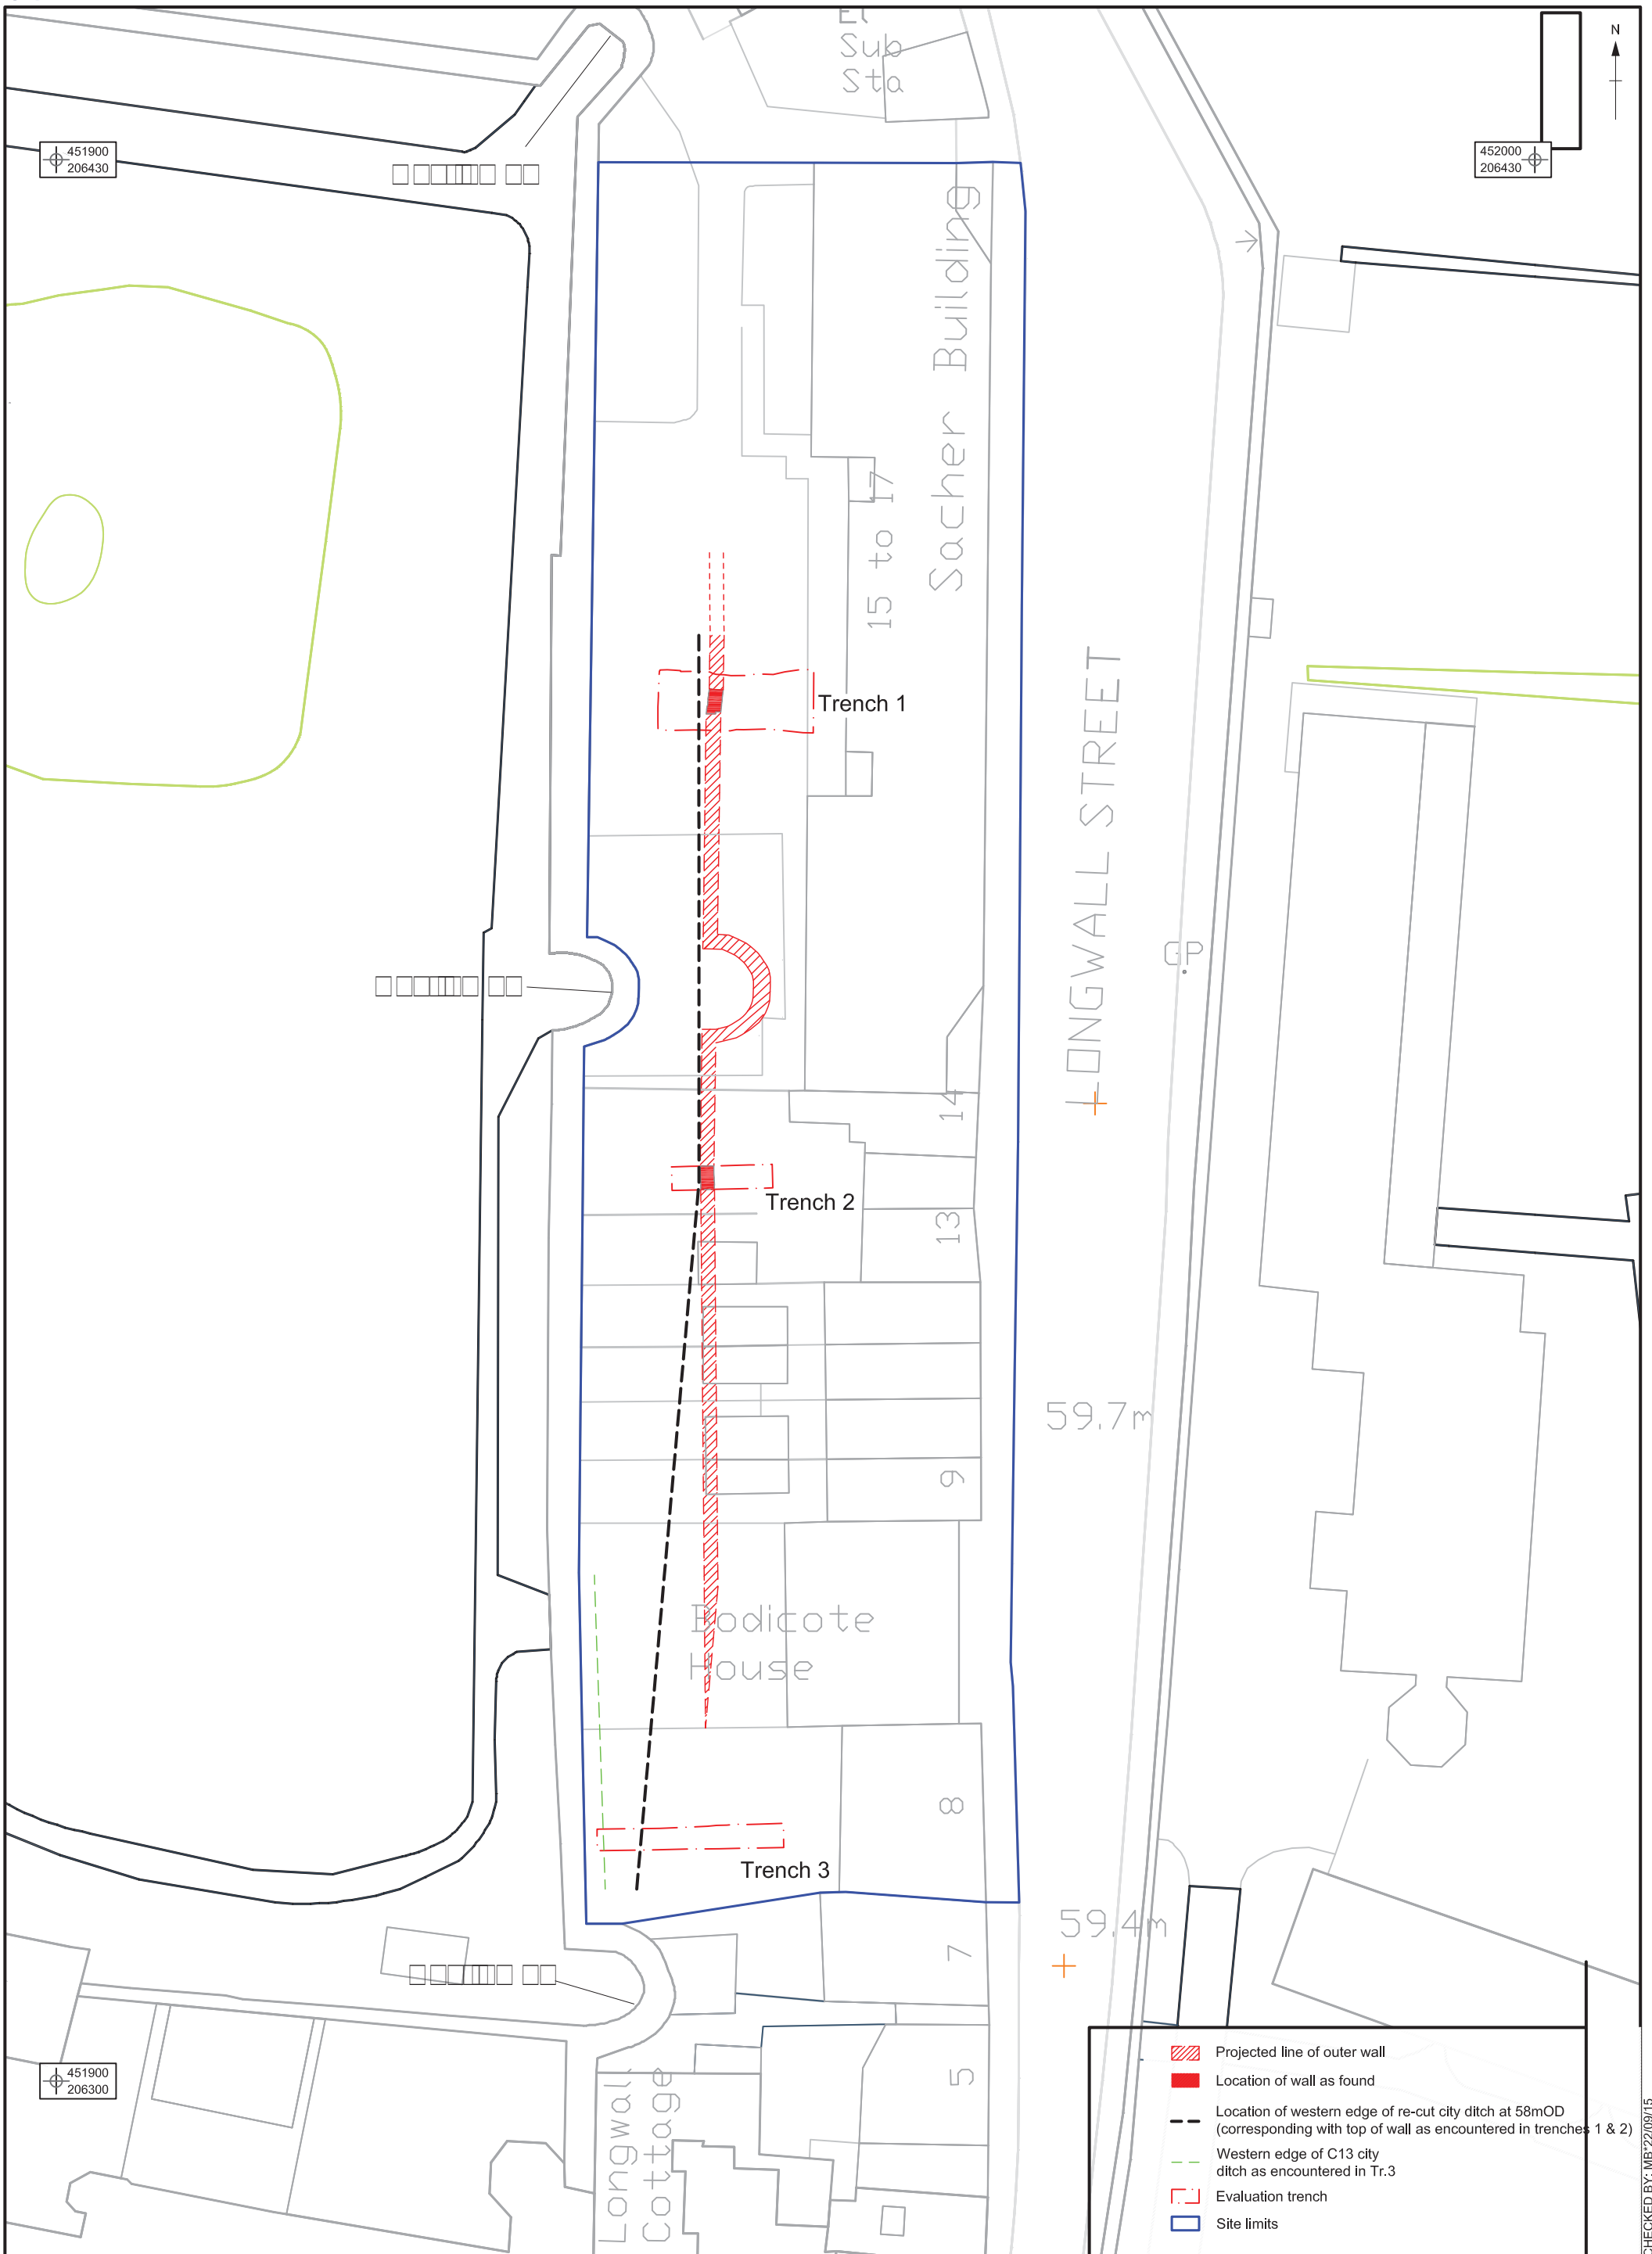 El
Sub
Sta
N
451900
206430
452000
206430
Sacher Building
15 to 17
Trench 1
LONGWALL STREET
GP
14
Trench 2
13
59.7m
9
Bodicote
House
8
Trench 3
59.4m
7
5
451900
206300
Longwall
Cottage
Projected line of outer wall
Location of wall as found
Location of western edge of re-cut city ditch at 58mOD
(corresponding with top of wall as encountered in trenches 1 & 2)
Western edge of C13 city
ditch as encountered in Tr.3
Evaluation trench
Site limits
CHECKED BY: MB*22/09/15